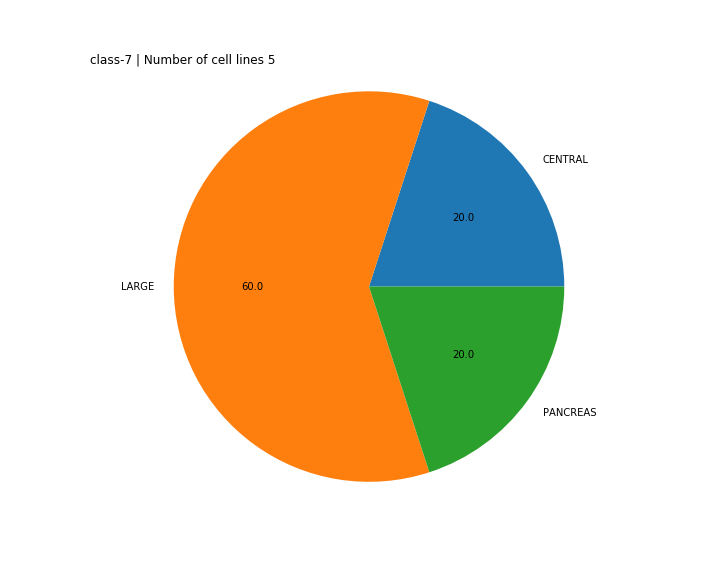 class-7 | Number of cell lines 5
CENTRAL
20.0
LARGE
60.0
20.0
PANCREAS